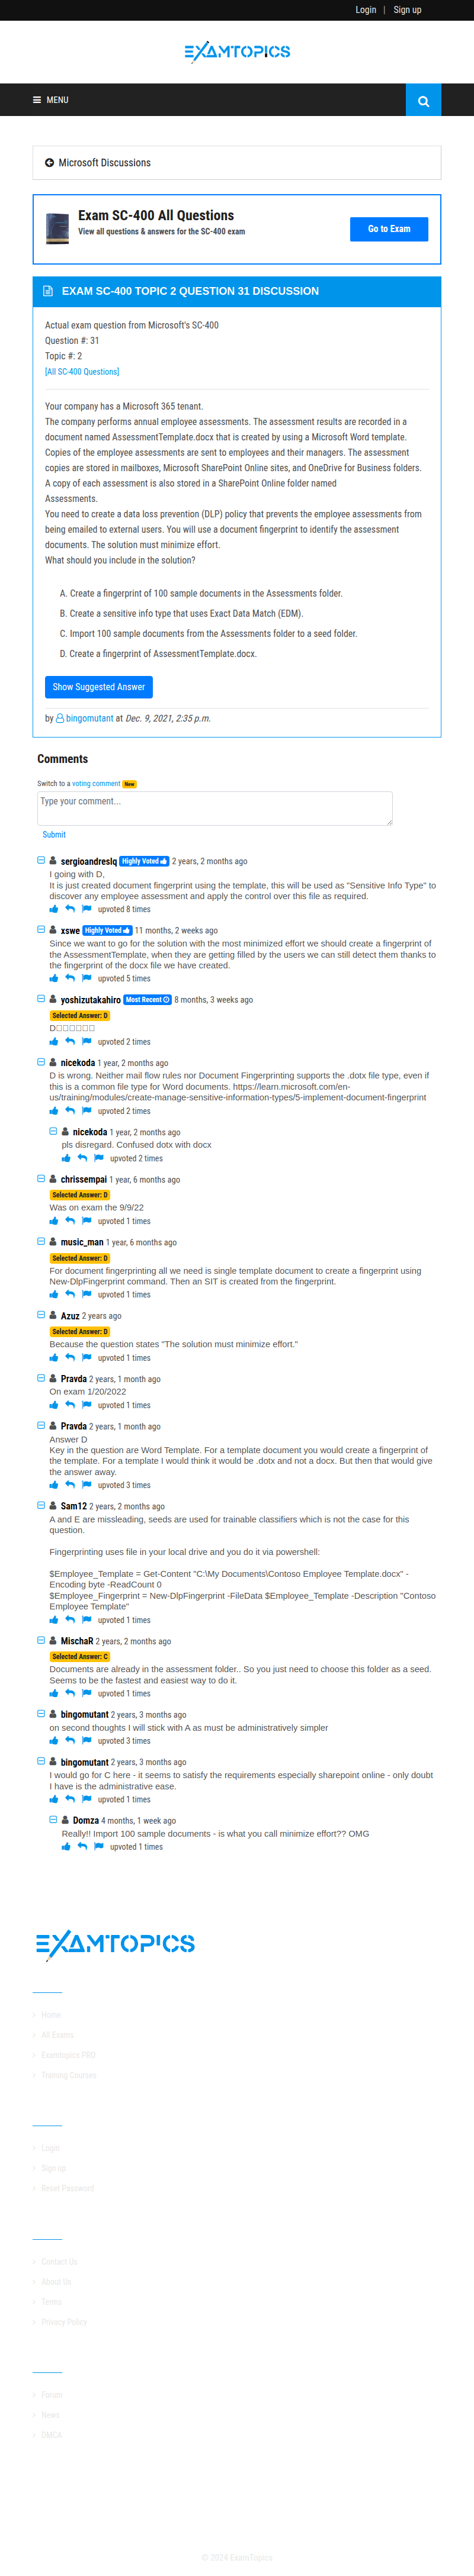 Login | Sign up
EXAMTOPICS
MENU
Microsoft Discussions
Exam SC-400 All Questions
View all questions & answers for the SC-400 exam
Go to Exam
EXAM SC-400 TOPIC 2 QUESTION 31 DISCUSSION
Actual exam question from Microsoft's SC-400
Question #: 31
Topic #: 2
[All SC-400 Questions]
Your company has a Microsoft 365 tenant.
The company performs annual employee assessments. The assessment results are recorded in a
document named AssessmentTemplate.docx that is created by using a Microsoft Word template.
Copies of the employee assessments are sent to employees and their managers. The assessment
copies are stored in mailboxes, Microsoft SharePoint Online sites, and OneDrive for Business folders.
A copy of each assessment is also stored in a SharePoint Online folder named
Assessments.
You need to create a data loss prevention (DLP) policy that prevents the employee assessments from
being emailed to external users. You will use a document fingerprint to identify the assessment
documents. The solution must minimize effort.
What should you include in the solution?
A. Create a fingerprint of 100 sample documents in the Assessments folder.
B. Create a sensitive info type that uses Exact Data Match (EDM).
C. Import 100 sample documents from the Assessments folder to a seed folder.
D. Create a fingerprint of AssessmentTemplate.docx.
Show Suggested Answer
by bingomutant at Dec. 9, 2021, 2:35 p.m.
Comments
Switch to a voting comment New
Type your comment...
Submit
sergioandreslq Highly Voted 2 years, 2 months ago
I going with D,
It is just created document fingerprint using the template, this will be used as "Sensitive Info Type" to
discover any employee assessment and apply the control over this file as required.
upvoted 8 times
xswe Highly Voted 11 months, 2 weeks ago
Since we want to go for the solution with the most minimized effort we should create a fingerprint of
the AssessmentTemplate, when they are getting filled by the users we can still detect them thanks to
the fingerprint of the docx file we have created.
upvoted 5 times
yoshizutakahiro Most Recent 8 months, 3 weeks ago
Selected Answer: D
D
upvoted 2 times
nicekoda 1 year, 2 months ago
D is wrong. Neither mail flow rules nor Document Fingerprinting supports the .dotx file type, even if
this is a common file type for Word documents. https://learn.microsoft.com/en-
us/training/modules/create-manage-sensitive-information-types/5-implement-document-fingerprint
upvoted 2 times
nicekoda 1 year, 2 months ago
pls disregard. Confused dotx with docx
upvoted 2 times
chrissempai 1 year, 6 months ago
Selected Answer: D
Was on exam the 9/9/22
upvoted 1 times
music_man 1 year, 6 months ago
Selected Answer: D
For document fingerprinting all we need is single template document to create a fingerprint using
New-DlpFingerprint command. Then an SIT is created from the fingerprint.
upvoted 1 times
Azuz 2 years ago
Selected Answer: D
Because the question states "The solution must minimize effort."
upvoted 1 times
Pravda 2 years, 1 month ago
On exam 1/20/2022
upvoted 1 times
Pravda 2 years, 1 month ago
Answer D
Key in the question are Word Template. For a template document you would create a fingerprint of
the template. For a template I would think it would be .dotx and not a docx. But then that would give
the answer away.
upvoted 3 times
Sam12 2 years, 2 months ago
A and E are missleading, seeds are used for trainable classifiers which is not the case for this
question.
Fingerprinting uses file in your local drive and you do it via powershell:
$Employee_Template = Get-Content "C:\My Documents\Contoso Employee Template.docx" -
Encoding byte -ReadCount 0
$Employee_Fingerprint = New-DlpFingerprint -FileData $Employee_Template -Description "Contoso
Employee Template"
upvoted 1 times
MischaR 2 years, 2 months ago
Selected Answer: C
Documents are already in the assessment folder.. So you just need to choose this folder as a seed.
Seems to be the fastest and easiest way to do it.
upvoted 1 times
bingomutant 2 years, 3 months ago
on second thoughts I will stick with A as must be administratively simpler
upvoted 3 times
bingomutant 2 years, 3 months ago
I would go for C here - it seems to satisfy the requirements especially sharepoint online - only doubt
I have is the administrative ease.
upvoted 1 times
Domza 4 months, 1 week ago
Really!! Import 100 sample documents - is what you call minimize effort?? OMG
upvoted 1 times
EXAMTOPICS
Home
All Exams
Examtopics PRO
Training Courses
Login
Sign up
Reset Password
Contact Us
About Us
Terms
Privacy Policy
Forum
News
DMCA
© 2024 ExamTopics